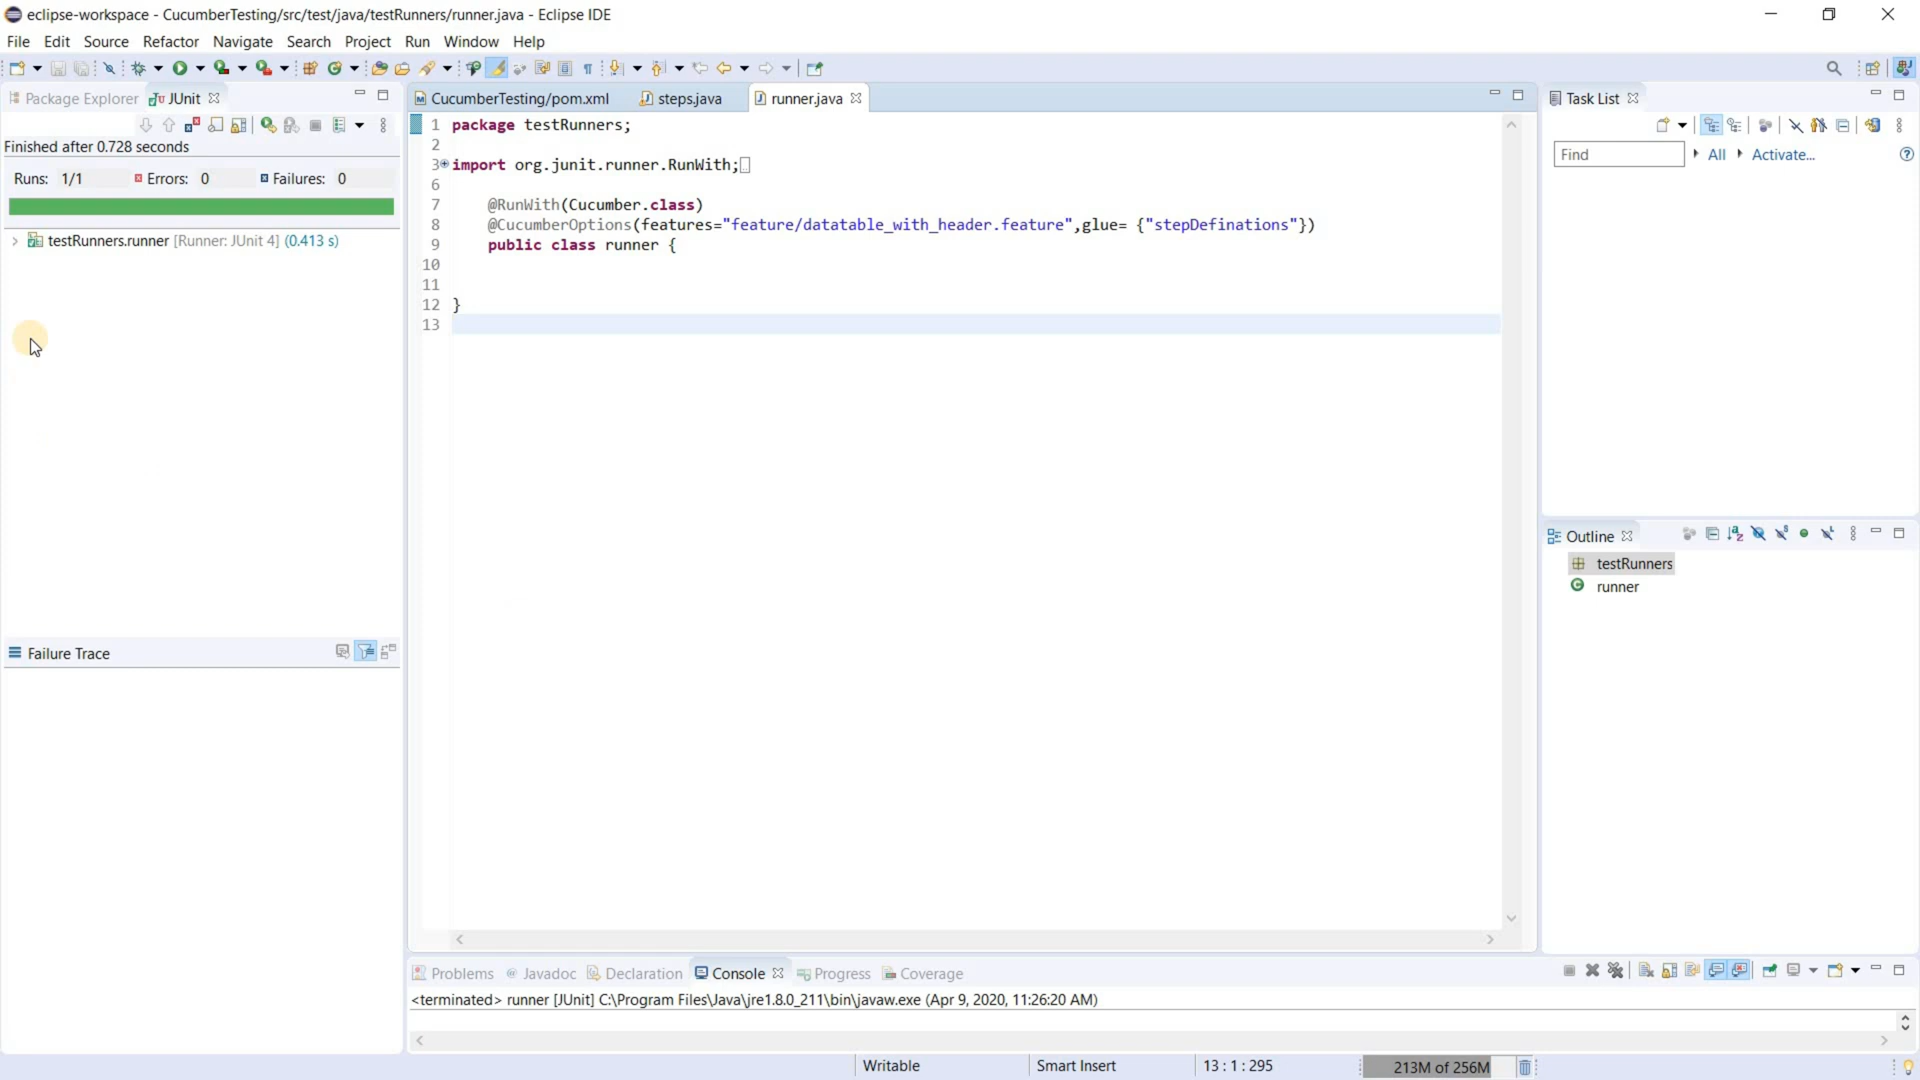 eclipse-workspace - CucumberTesting/src/test/java/testRunners/runner.java - Eclipse IDE
File Edit Source Refactor Navigate Search Project Run Window Help
Package Explorer JUnit
Finished after 0.728 seconds
Runs: 1/1 Errors: 0 Failures: 0
testRunners.runner [Runner: JUnit 4] (0.413 s)
Failure Trace
CucumberTesting/pom.xml steps.java runner.java
1 package testRunners;
2
3 import org.junit.runner.RunWith;
6
7 @RunWith(Cucumber.class)
8 @CucumberOptions(features="feature/datatable_with_header.feature",glue= {"stepDefinations"})
9 public class runner {
10
11
12 }
13
Task List
Find All Activate...
Outline
testRunners
runner
Problems Javadoc Declaration Console Progress Coverage
<terminated> runner [JUnit] C:\Program Files\Java\jre1.8.0_211\bin\javaw.exe (Apr 9, 2020, 11:26:20 AM)
Writable Smart Insert 13 : 1 : 295 213M of 256M